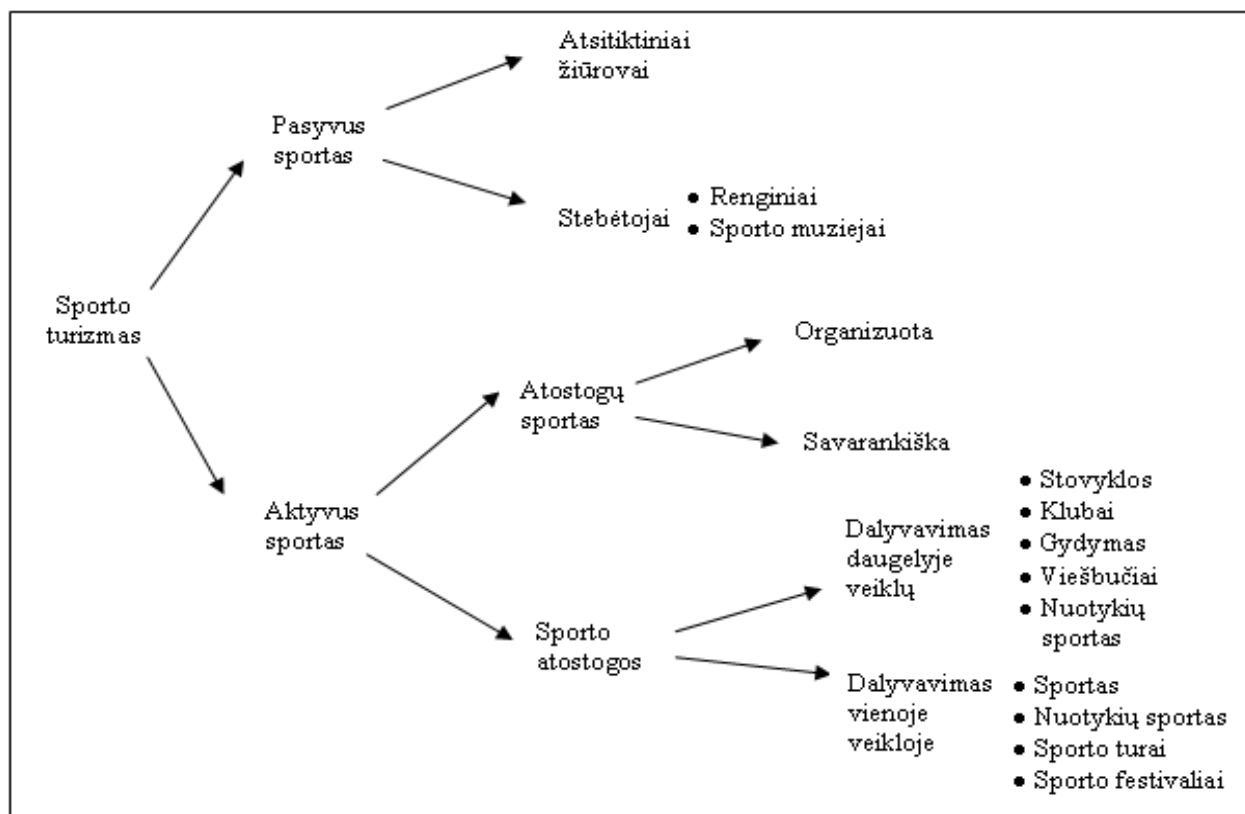 Atsitiktiniai
žiūrovai
Pasyvus
sportas
Stebėtojai
• Renginiai
• Sporto muziejai
Sporto
turizmas
Organizuota
Atostogų
sportas
Savarankiška
Aktyvus
sportas
Dalyvavimas
daugelyje
veiklų
• Stovyklos
• Klubai
• Gydymas
• Viešbučiai
• Nuotykių
sportas
Sporto
atostogos
Dalyvavimas
vienoje
veikloje
• Sportas
• Nuotykių sportas
• Sporto turai
• Sporto festivaliai